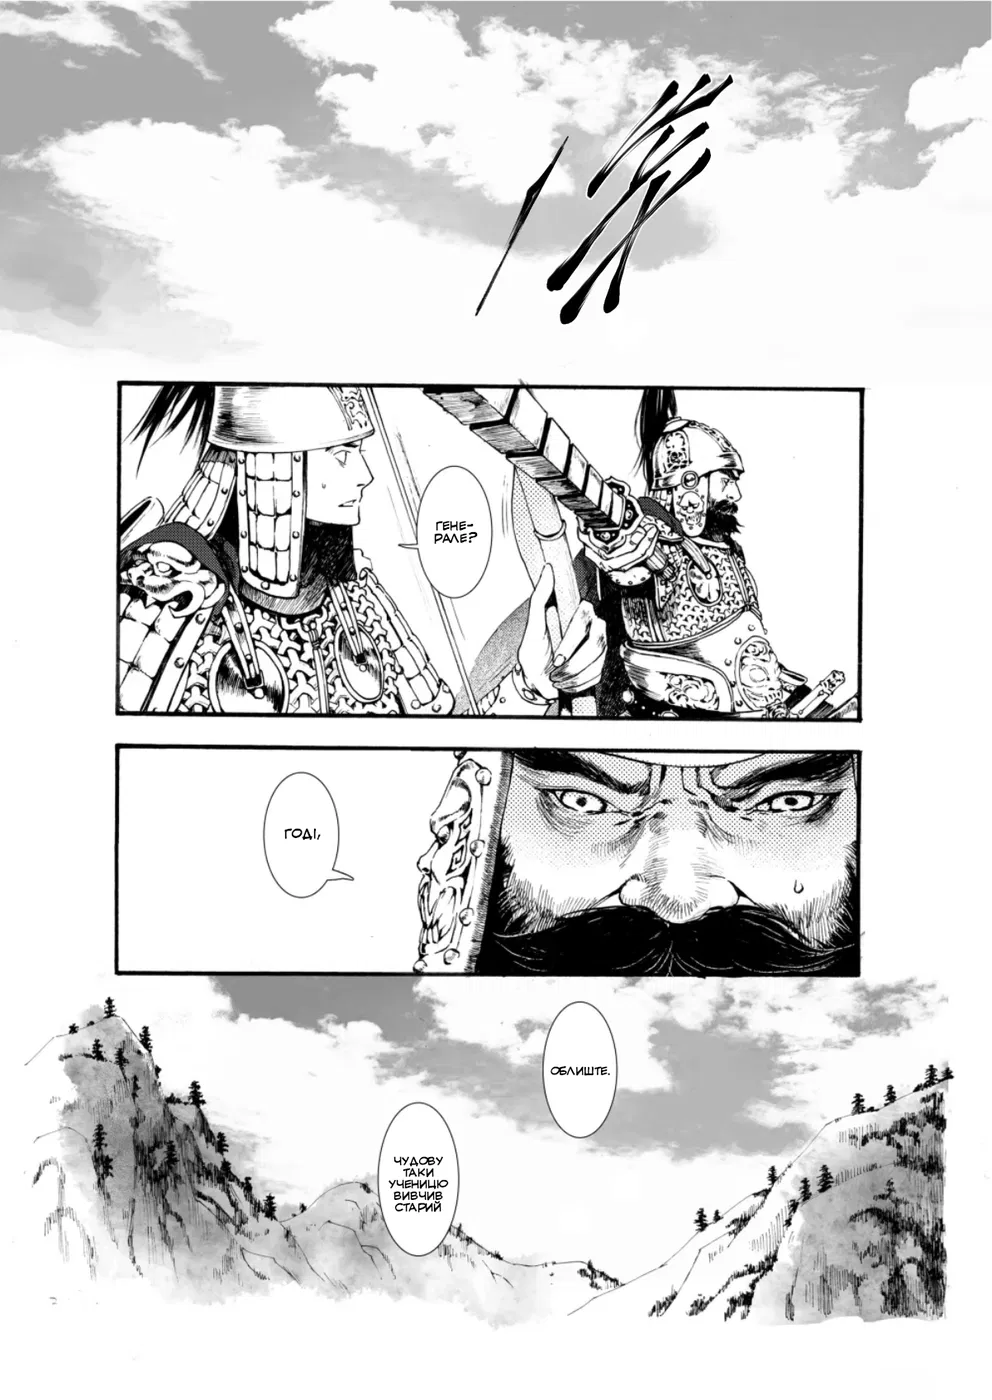 ГЕНЕ-
РАЛЕ?
ГОДІ,
ОБЛИШТЕ.
ЧУДОВУ
ТАКИ
УЧЕНИЦЮ
ВИВЧИВ
СТАРИЙ